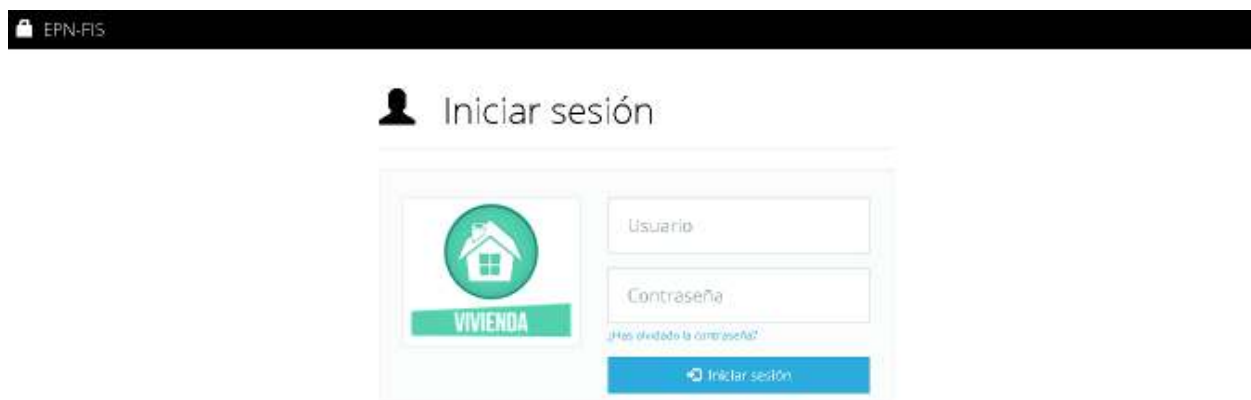 EPN-FIS
Iniciar sesión
Usuario
Contraseña
¿Has olvidado la contraseña?
Iniciar sesión
VIVIENDA